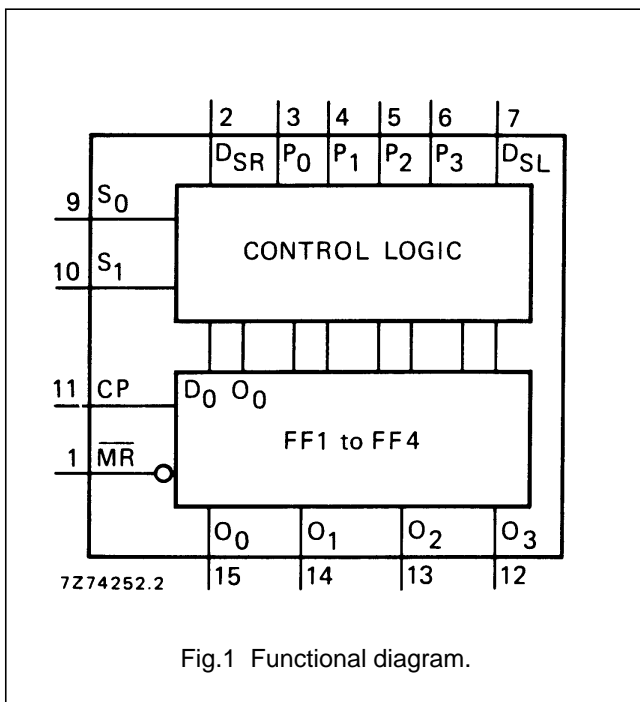 2 3 4 5 6 7
DSR P0 P1 P2 P3 DSL
9 S0
CONTROL LOGIC
10 S1
11 CP
D0 O0
FF1 to FF4
1 M̅R̅
O0 O1 O2 O3
7Z74252.2
15 14 13 12
Fig.1 Functional diagram.